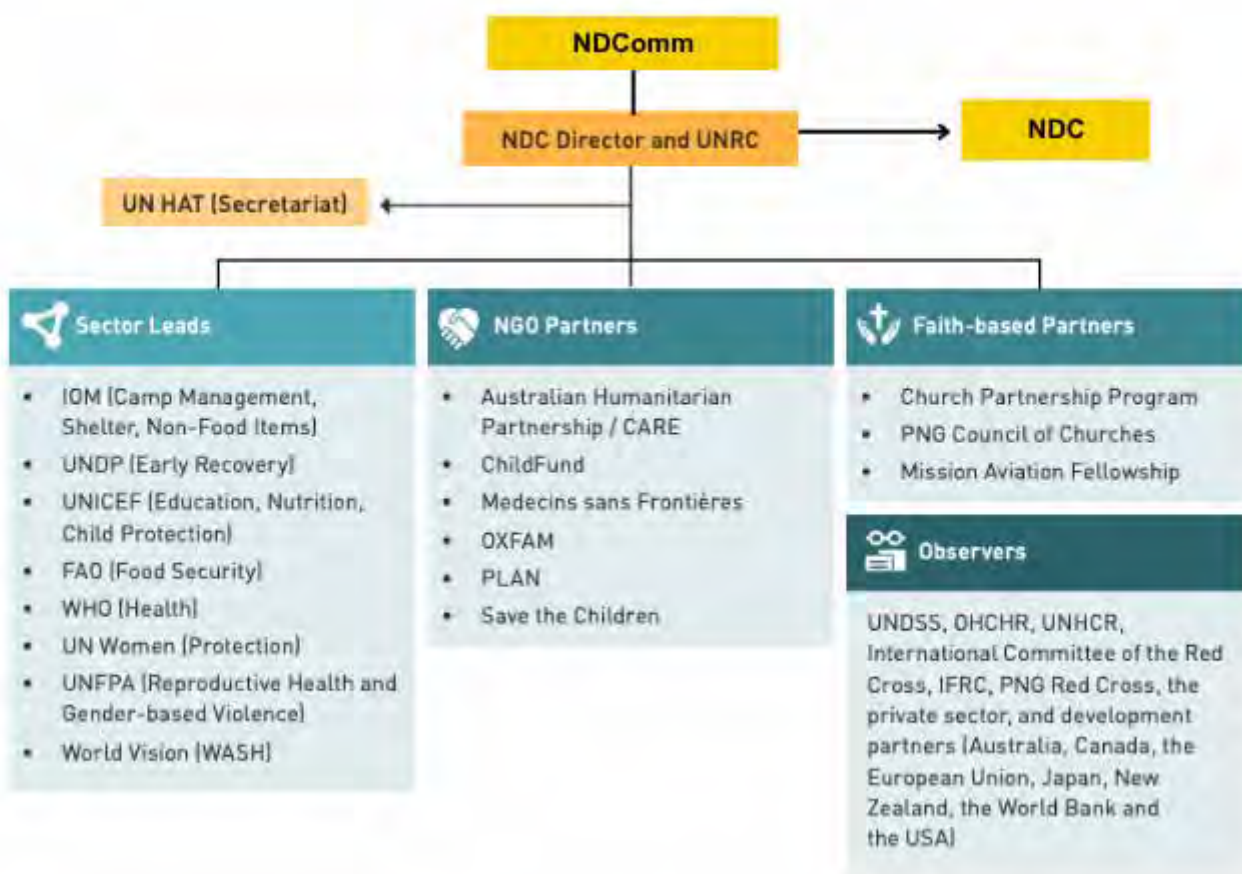 NDComm
NDC Director and UNRC
NDC
UN HAT (Secretariat)
Sector Leads
• IOM (Camp Management,
Shelter, Non-Food Items)
• UNDP (Early Recovery)
• UNICEF (Education, Nutrition,
Child Protection)
• FAO (Food Security)
• WHO (Health)
• UN Women (Protection)
• UNFPA (Reproductive Health and
Gender-based Violence)
• World Vision (WASH)
NGO Partners
• Australian Humanitarian
Partnership / CARE
• ChildFund
• Medecins sans Frontières
• OXFAM
• PLAN
• Save the Children
Faith-based Partners
• Church Partnership Program
• PNG Council of Churches
• Mission Aviation Fellowship
Observers
UNDSS, OHCHR, UNHCR,
International Committee of the Red
Cross, IFRC, PNG Red Cross, the
private sector, and development
partners (Australia, Canada, the
European Union, Japan, New
Zealand, the World Bank and
the USA)